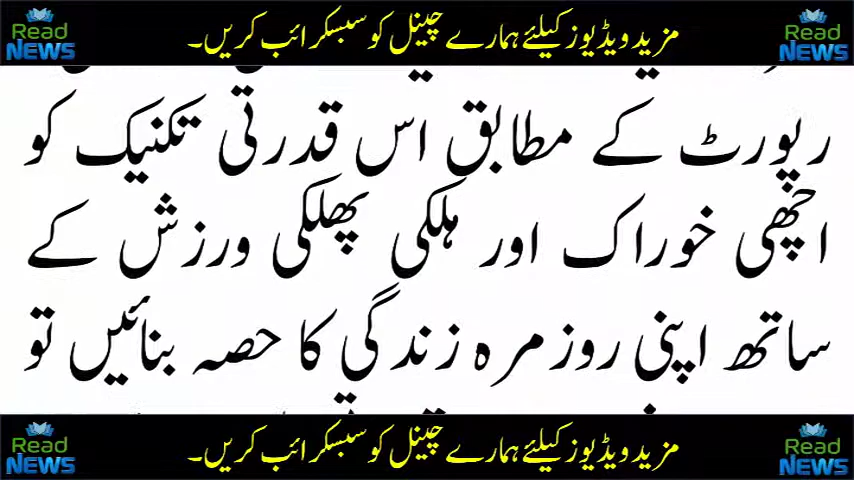 Read NEWS
مزید ویڈیوز کیلئے ہمارے چینل کو سبسکرائب کریں۔
Read NEWS
رپورٹ کے مطابق اس قدرتی تکنیک کو
اچھی خوراک اور ہلکی پھلکی ورزش کے
ساتھ اپنی روزمرہ زندگی کا حصہ بنائیں تو
Read NEWS
مزید ویڈیوز کیلئے ہمارے چینل کو سبسکرائب کریں۔
Read NEWS